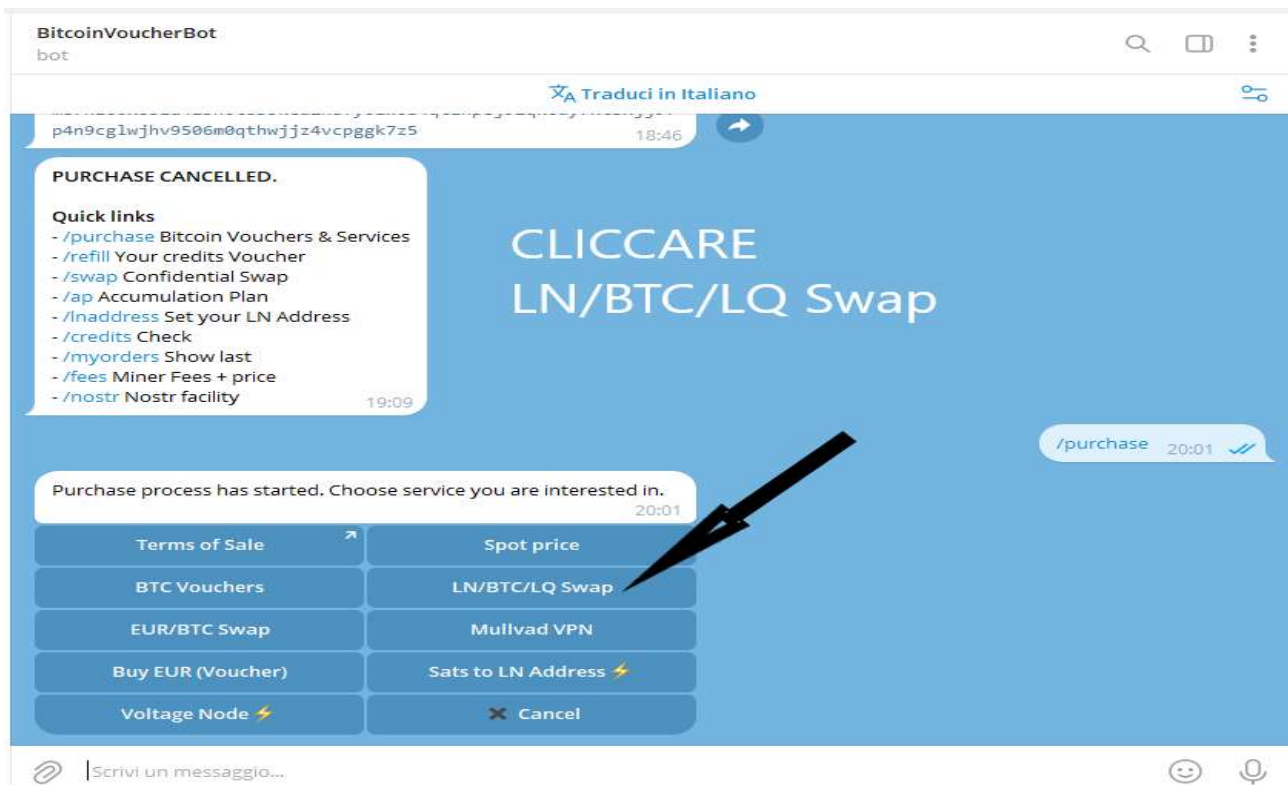 BitcoinVoucherBot
bot
Traduci in Italiano
p4n9cglwjhv9506m0qthwjjz4vcpggk7z5
18:46
PURCHASE CANCELLED.
Quick links
- /purchase Bitcoin Vouchers & Services
- /refill Your credits Voucher
- /swap Confidential Swap
- /ap Accumulation Plan
- /lnaddress Set your LN Address
- /credits Check
- /myorders Show last
- /fees Miner Fees + price
- /nostr Nostr facility
19:09
CLICCARE
LN/BTC/LQ Swap
/purchase 20:01
Purchase process has started. Choose service you are interested in.
20:01
Terms of Sale
Spot price
BTC Vouchers
LN/BTC/LQ Swap
EUR/BTC Swap
Mullvad VPN
Buy EUR (Voucher)
Sats to LN Address⚡
Voltage Node⚡
✖ Cancel
Scrivi un messaggio...